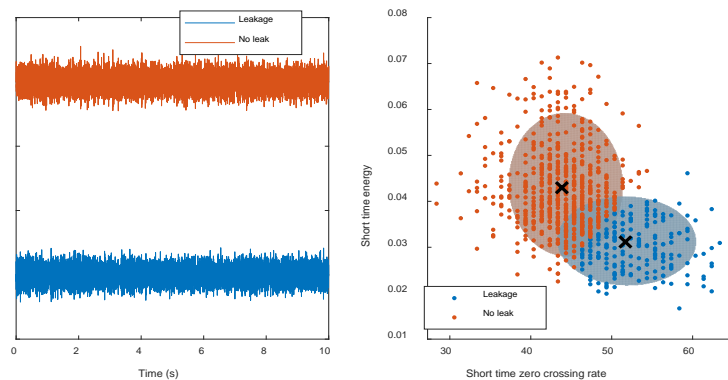 Leakage
No leak
0
2
4
6
8
10
Time (s)
0.08
0.07
0.06
0.05
0.04
0.03
0.02
0.01
Short time energy
Leakage
No leak
30
40
50
60
Short time zero crossing rate